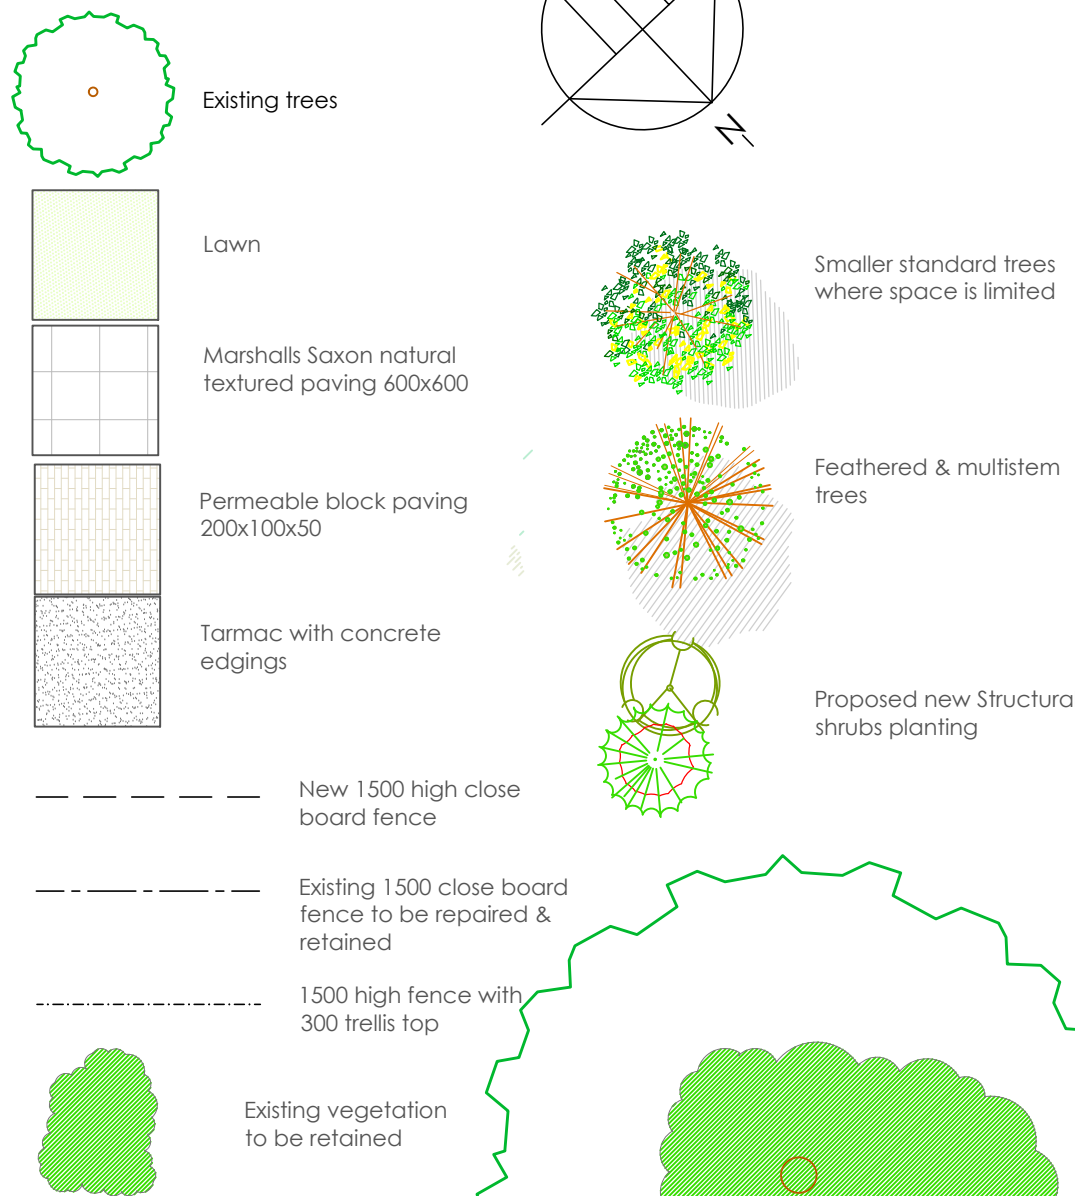 Existing trees
Lawn
Marshalls Saxon natural
textured paving 600x600
Permeable block paving
200x100x50
Tarmac with concrete
edgings
New 1500 high close
board fence
Existing 1500 close board
fence to be repaired &
retained
1500 high fence with
300 trellis top
Existing vegetation
to be retained
N
Smaller standard trees
where space is limited
Feathered & multistem
trees
Proposed new Structura
shrubs planting